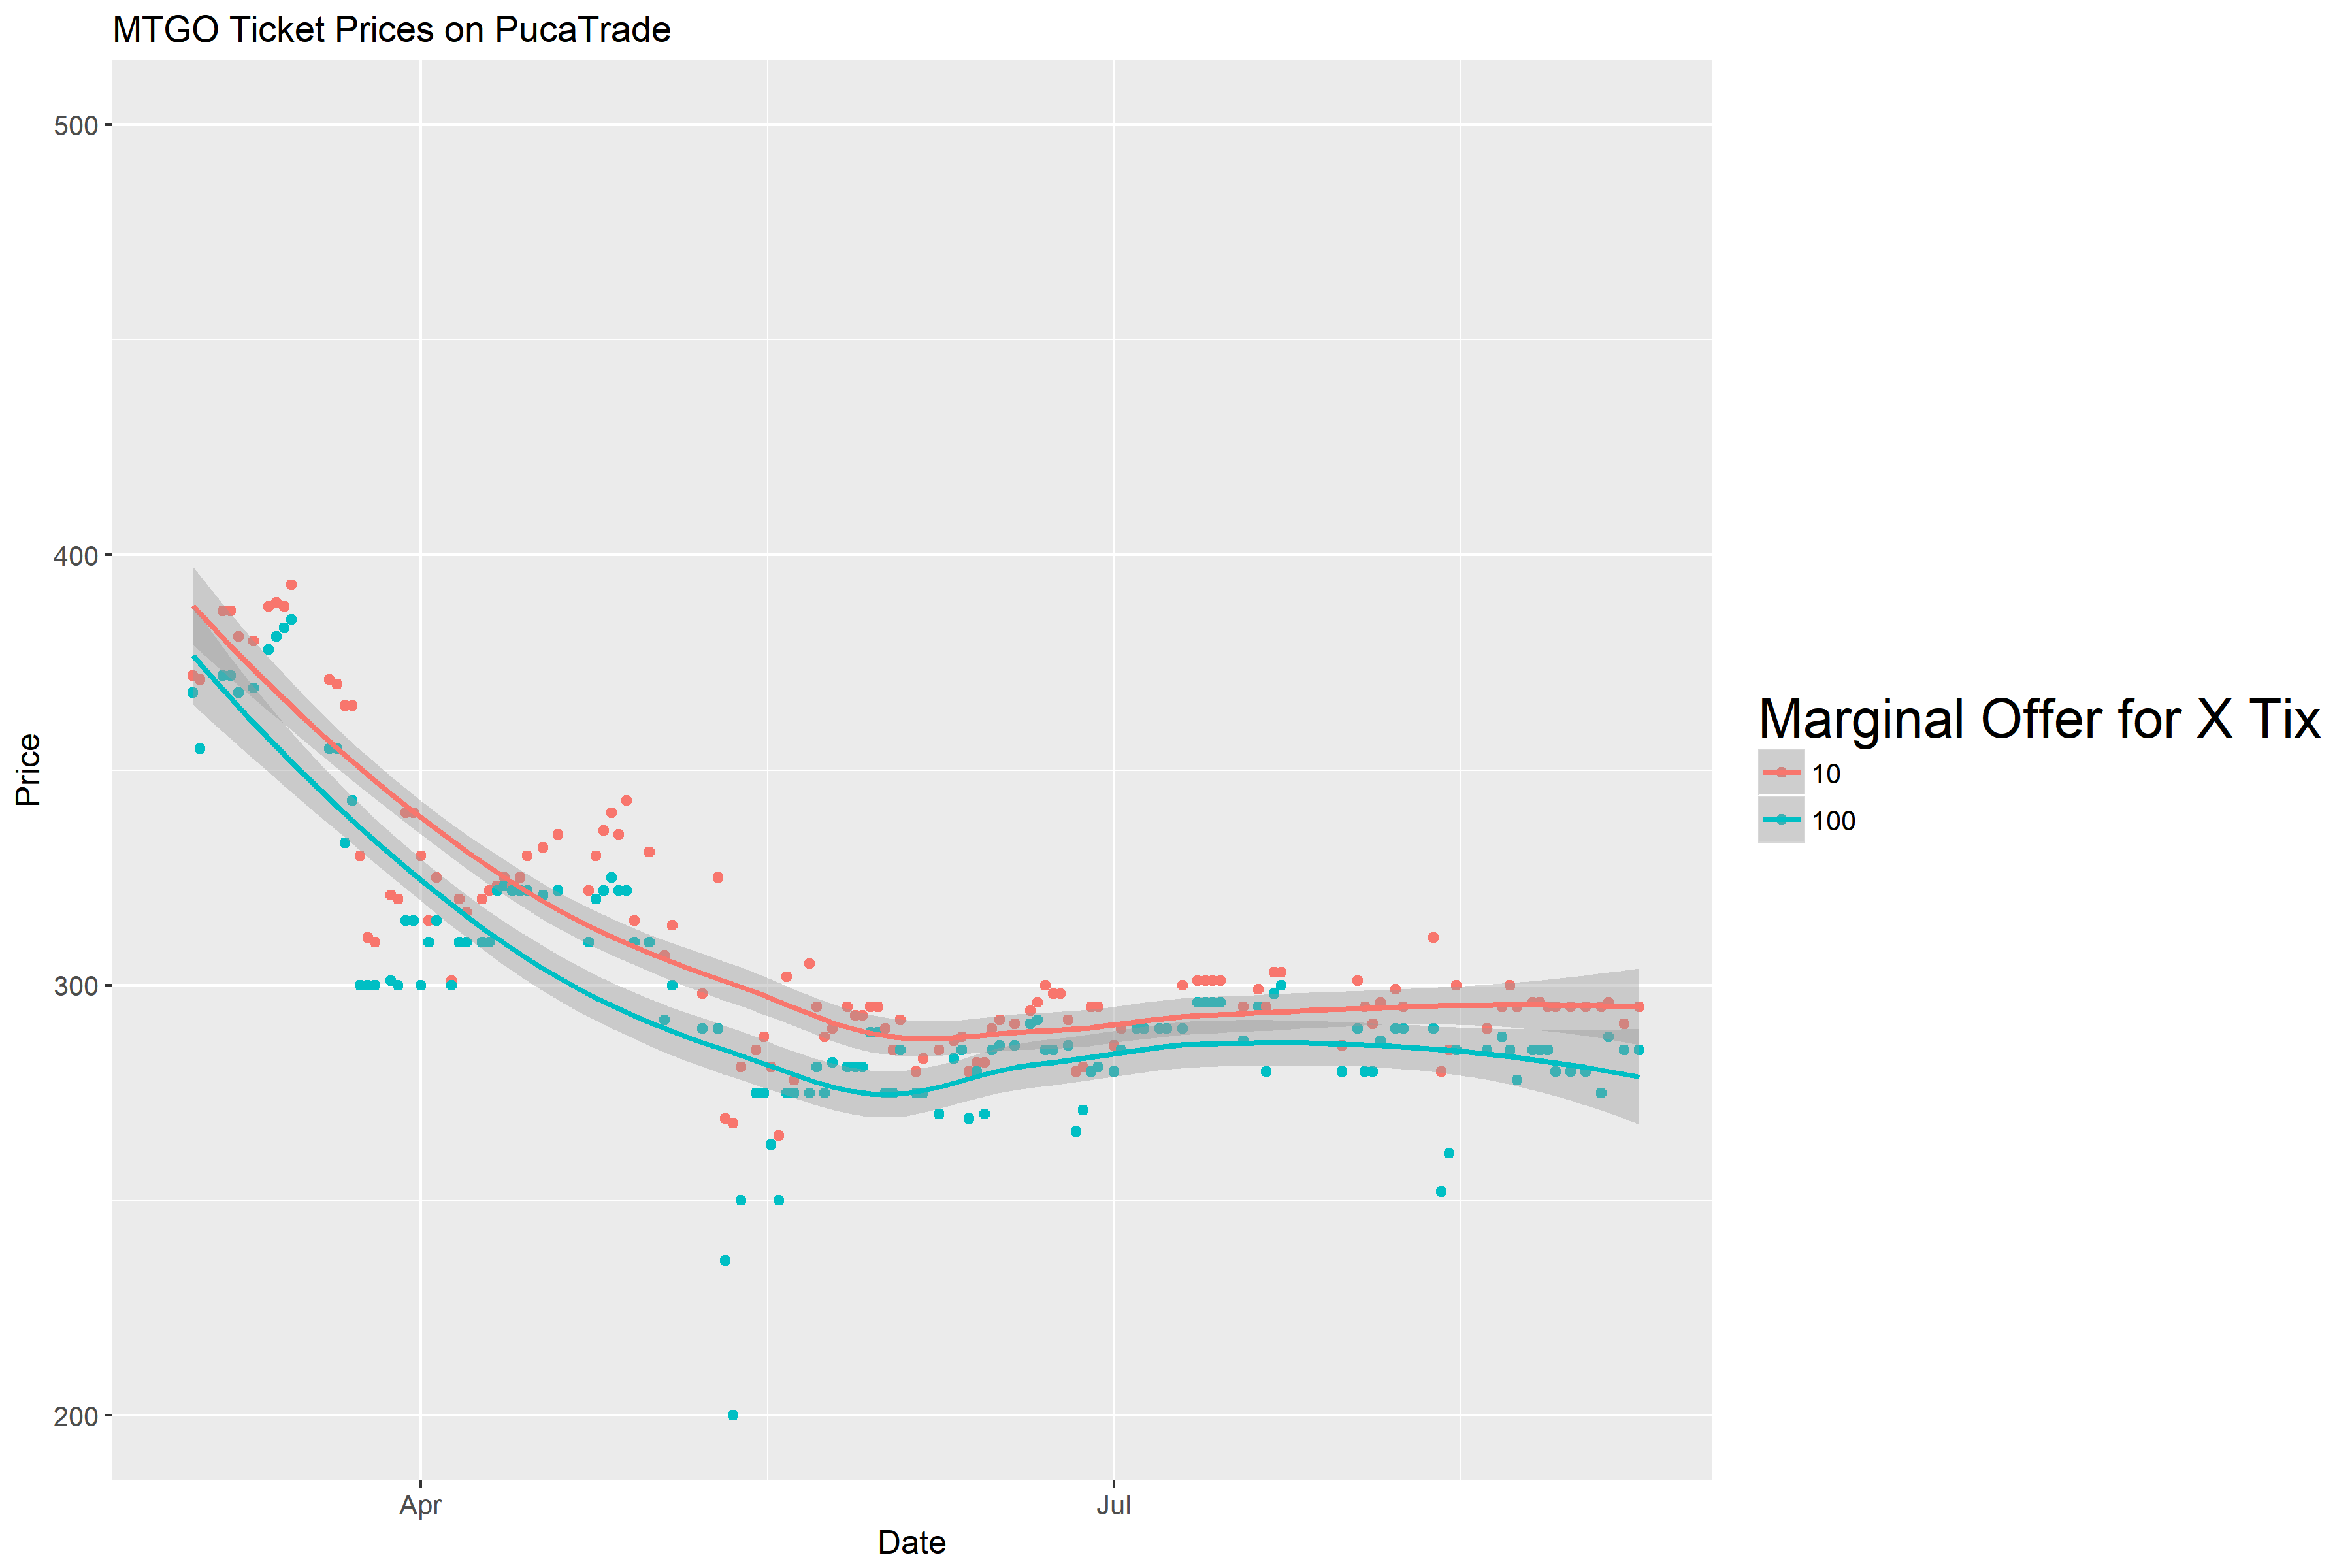 MTGO Ticket Prices on PucaTrade
500
400
300
200
Price
Apr
Jul
Date
Marginal Offer for X Tix
10
100